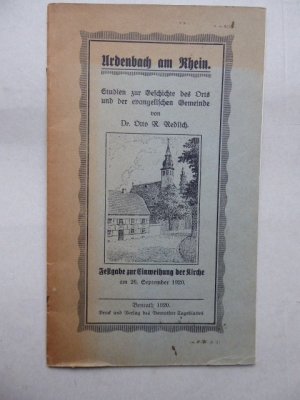 Urdenbach am Rhein.
Studien zur Geschichte des Orts
und der evangelischen Gemeinde
von
Dr. Otto R. Redlich.
Festgabe zur Einweihung der Kirche
am 29. September 1920.
Benrath 1920.
Druck und Verlag des Benrather Tageblattes